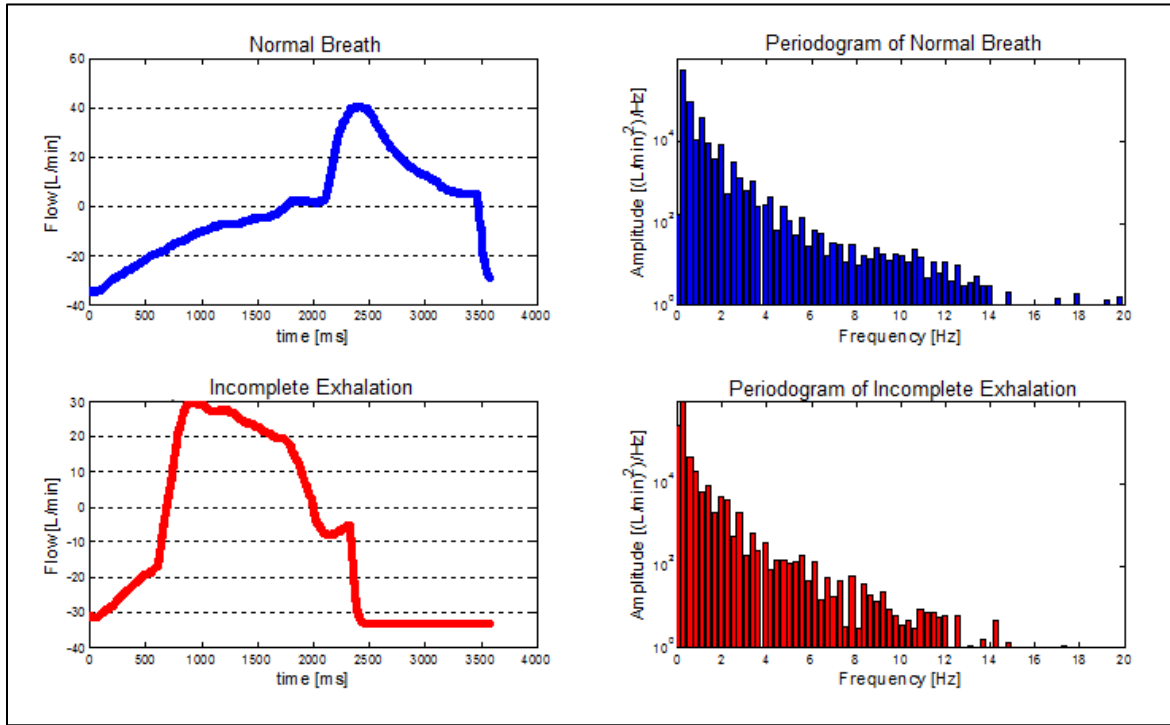 Normal Breath
Flow[L/min]
60
40
20
0
-20
-40
0 500 1000 1500 2000 2500 3000 3500 4000
time [ms]
Periodogram of Normal Breath
Amplitude [(L/min)²)/Hz]
10⁴
10²
10⁰
0 2 4 6 8 10 12 14 16 18 20
Frequency [Hz]
Incomplete Exhalation
Flow[L/min]
30
20
10
0
-10
-20
-30
-40
0 500 1000 1500 2000 2500 3000 3500 4000
time [ms]
Periodogram of Incomplete Exhalation
Amplitude [(L/min)²)/Hz]
10⁴
10²
10⁰
0 2 4 6 8 10 12 14 16 18 20
Frequency [Hz]